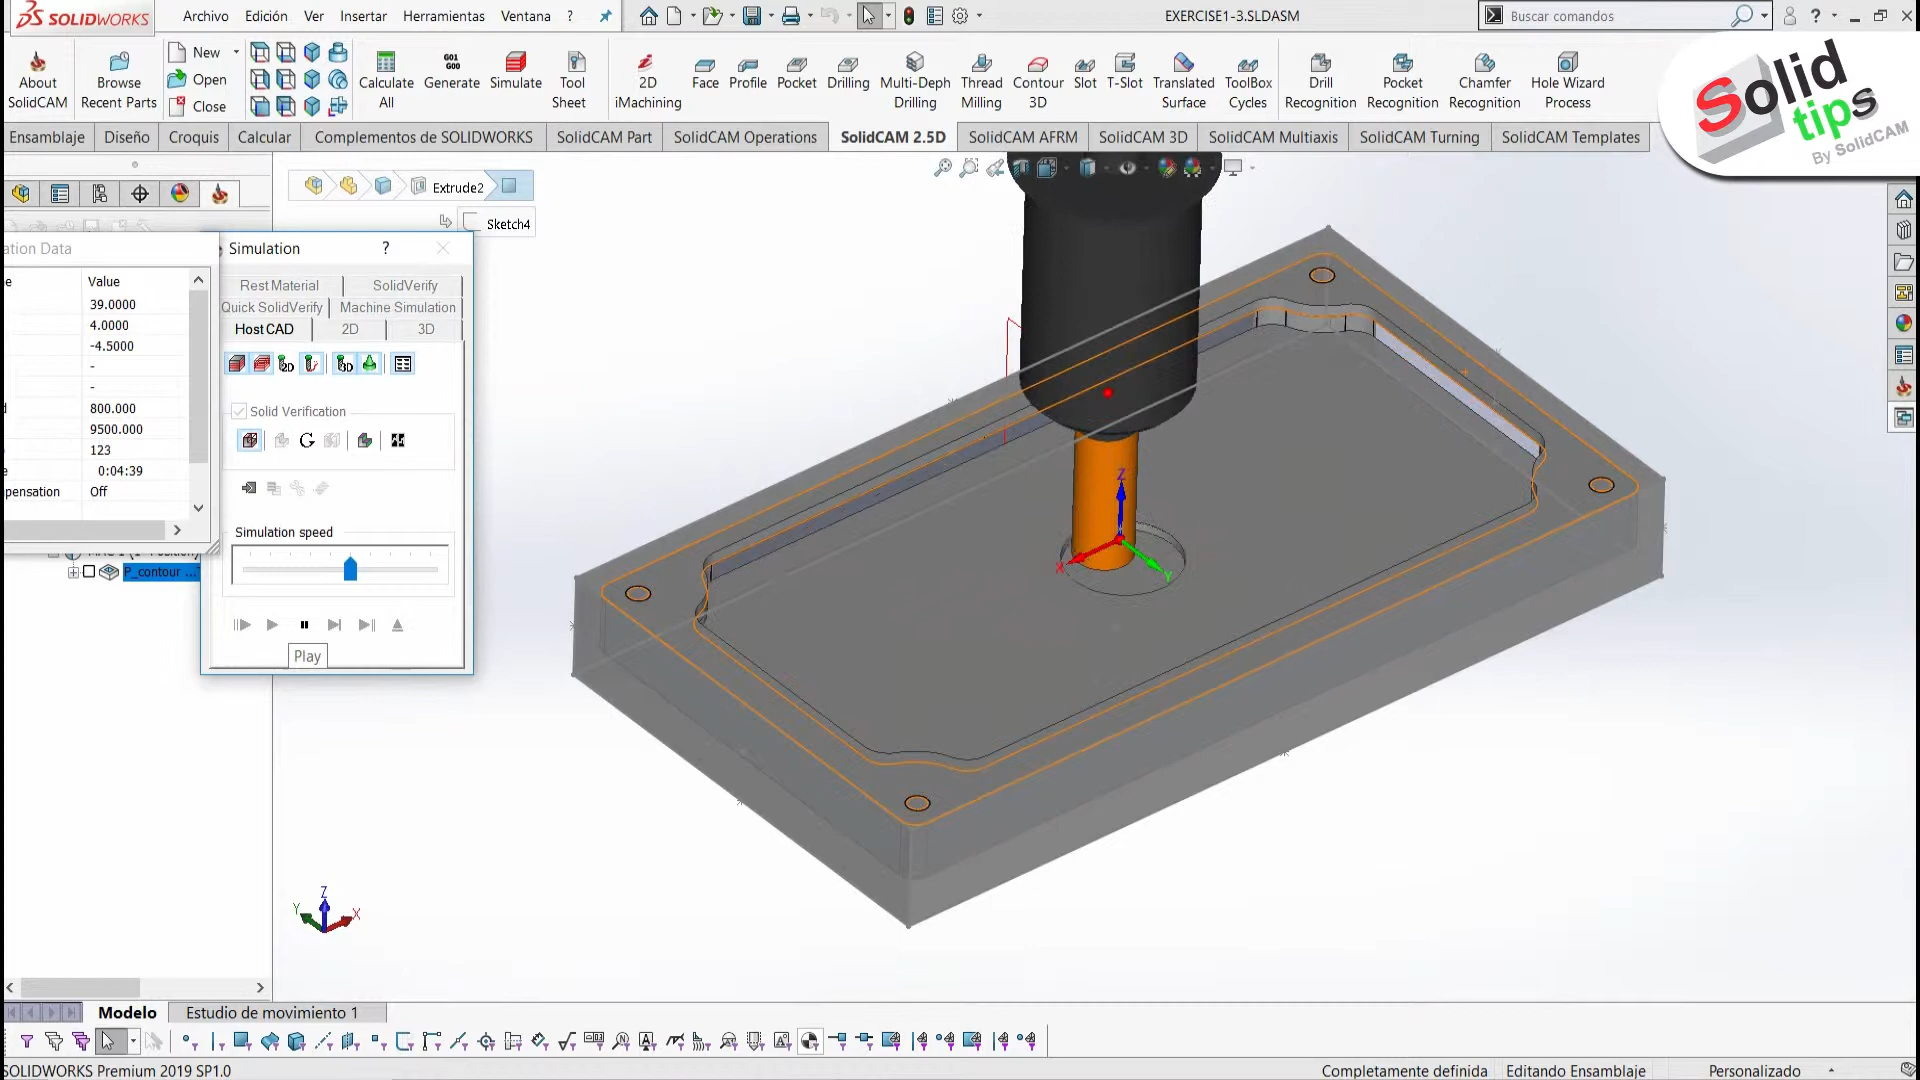 SOLIDWORKS
Archivo Edición Ver Insertar Herramientas Ventana ?
EXERCISE1-3.SLDASM
Buscar comandos
?
About SolidCAM
Browse Recent Parts
New
Open
Close
Calculate All
G01 G00
Generate
Simulate
Tool Sheet
2D iMachining
Face
Profile
Pocket
Drilling
Multi-Deph Drilling
Thread Milling
Contour 3D
Slot
T-Slot
Translated Surface
ToolBox Cycles
Drill Recognition
Pocket Recognition
Chamfer Recognition
Hole Wizard Process
Solid
tips
By SolidCAM
Ensamblaje Diseño Croquis Calcular Complementos de SOLIDWORKS SolidCAM Part SolidCAM Operations SolidCAM 2.5D SolidCAM AFRM SolidCAM 3D SolidCAM Multiaxis SolidCAM Turning SolidCAM Templates
Extrude2
Sketch4
ation Data
e Value
39.0000
4.0000
-4.5000
-
-
d 800.000
9500.000
123
e 0:04:39
pensation Off
P_contour ...
Simulation ?
Rest Material SolidVerify
Quick SolidVerify Machine Simulation
Host CAD 2D 3D
2D 3D
Solid Verification
Simulation speed
Play
Z
X
Y
Z
Y
X
Modelo Estudio de movimiento 1
SOLIDWORKS Premium 2019 SP1.0
Completamente definida Editando Ensamblaje Personalizado